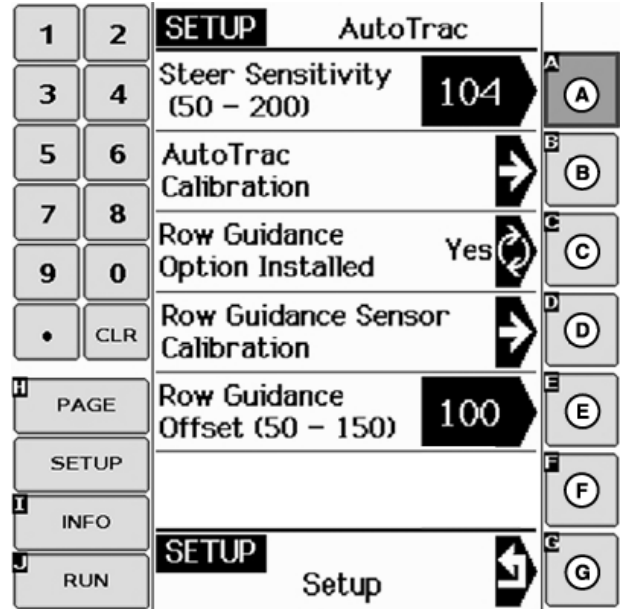 1 2
3 4
5 6
7 8
9 0
• CLR
H PAGE
SETUP
I INFO
J RUN
SETUP AutoTrac
Steer Sensitivity
(50 - 200)
104
AutoTrac
Calibration
Row Guidance
Option Installed
Yes
Row Guidance Sensor
Calibration
Row Guidance
Offset (50 - 150)
100
SETUP
Setup
A A
B B
C C
D D
E E
F F
G G